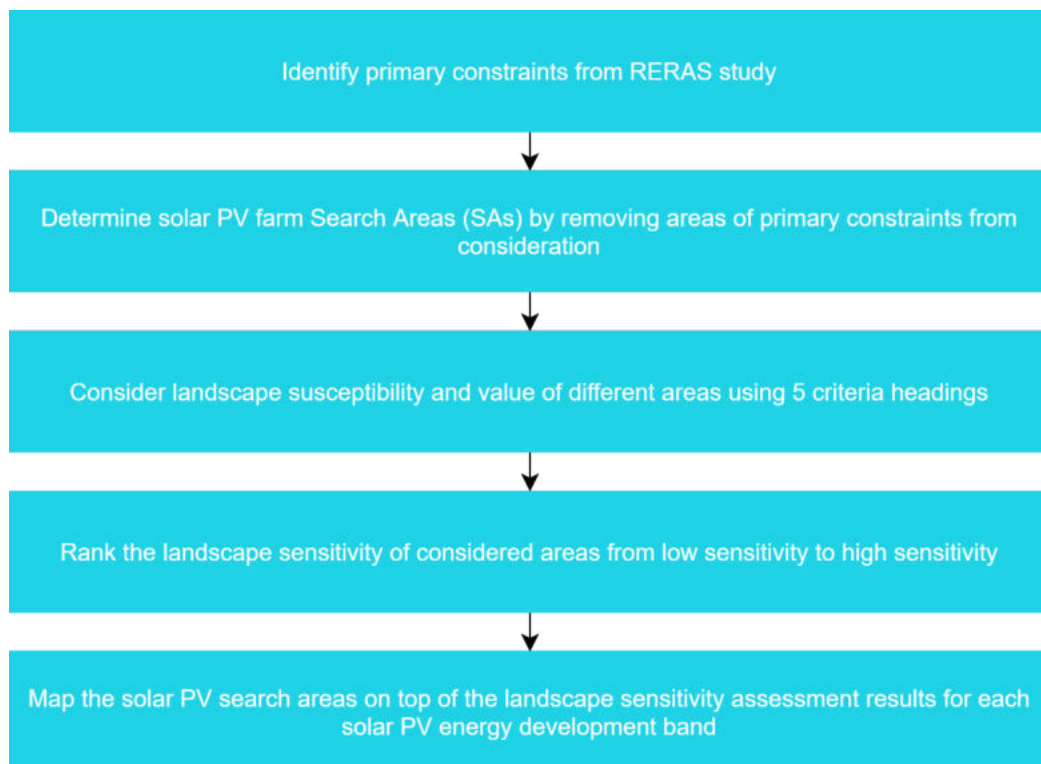 Identify primary constraints from RERAS study
Determine solar PV farm Search Areas (SAs) by removing areas of primary constraints from
consideration
Consider landscape susceptibility and value of different areas using 5 criteria headings
Rank the landscape sensitivity of considered areas from low sensitivity to high sensitivity
Map the solar PV search areas on top of the landscape sensitivity assessment results for each
solar PV energy development band